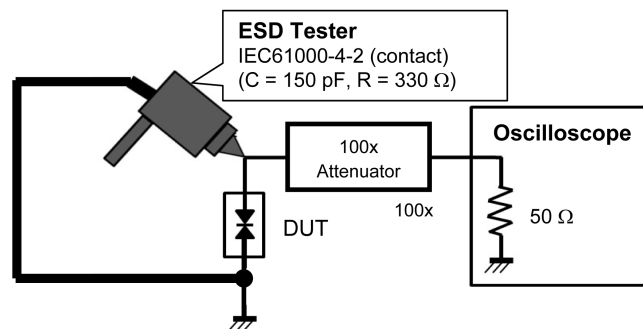 ESD Tester
IEC61000-4-2 (contact)
(C = 150 pF, R = 330 Ω)
100x
Attenuator
100x
Oscilloscope
50 Ω
DUT